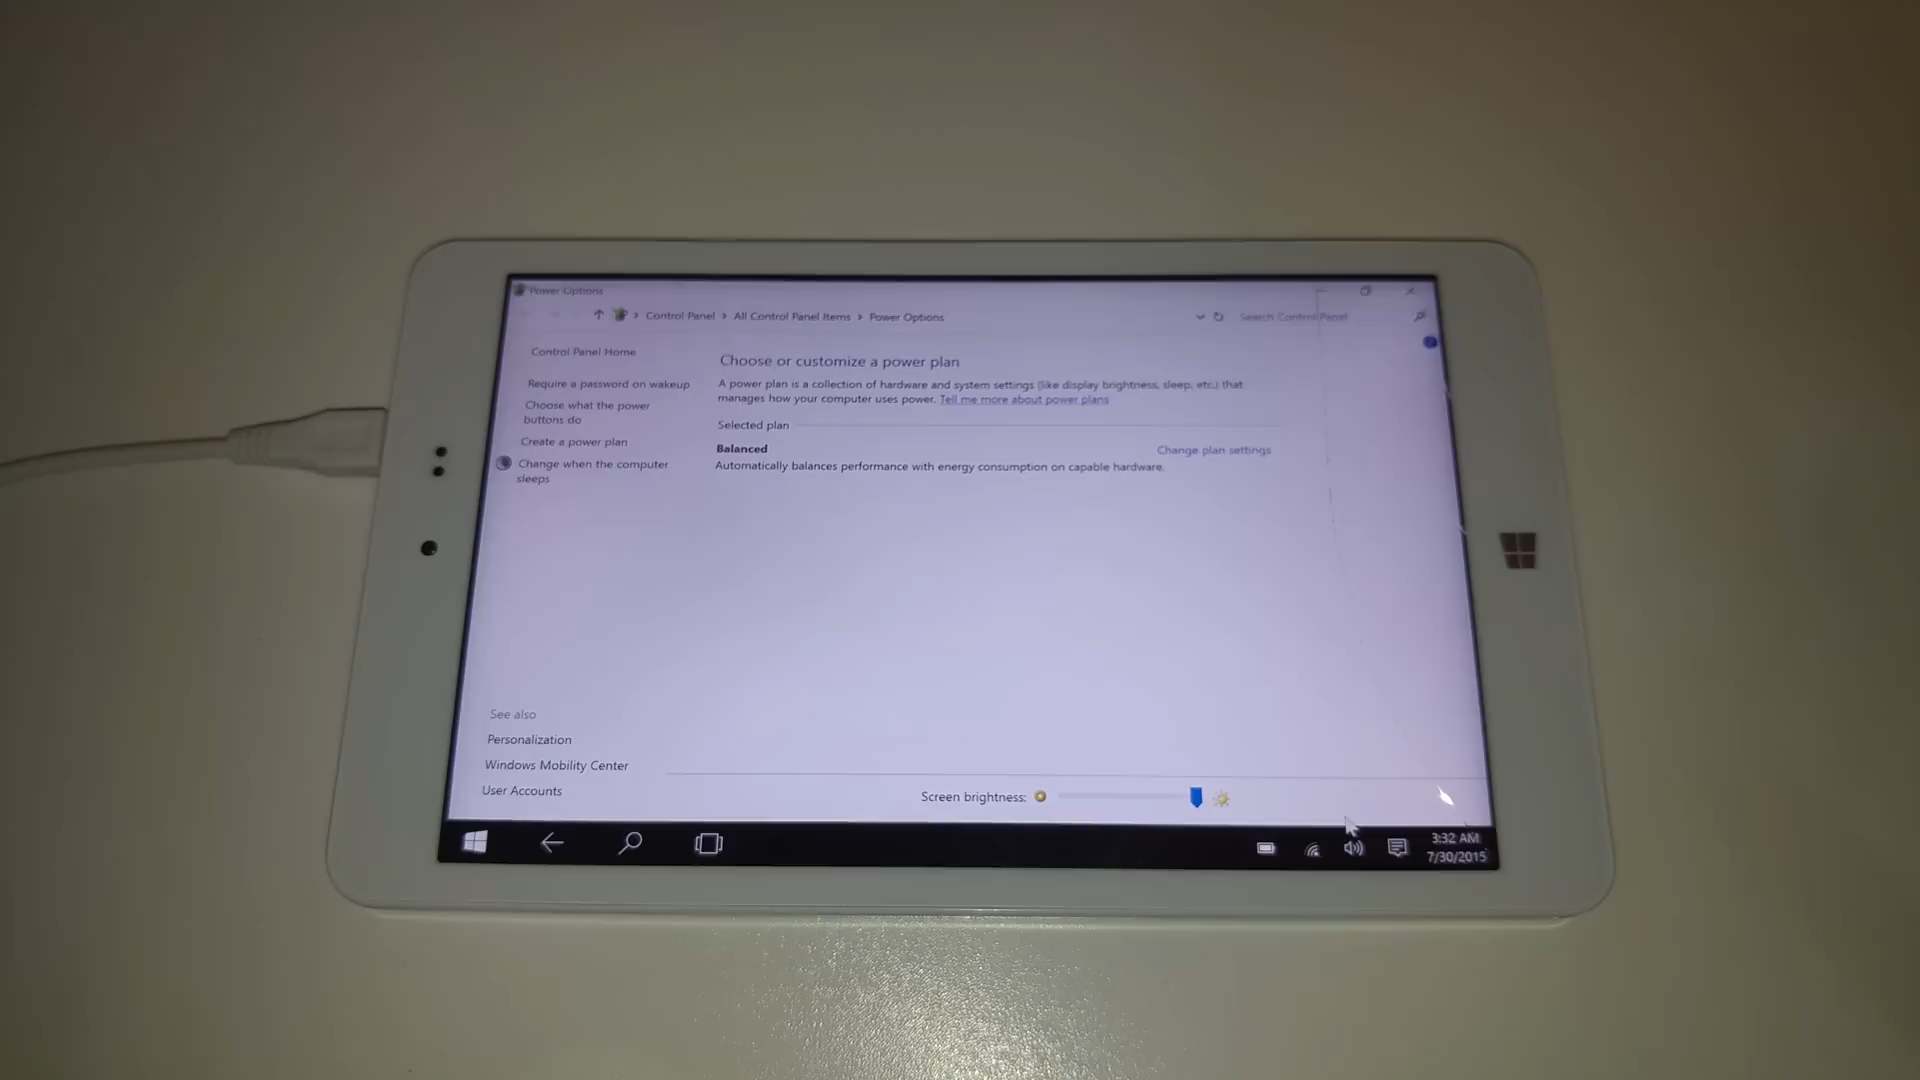 Power Options
Control Panel > All Control Panel Items > Power Options
Search Control Panel
Control Panel Home
Require a password on wakeup
Choose what the power
buttons do
Create a power plan
Change when the computer
sleeps
Choose or customize a power plan
A power plan is a collection of hardware and system settings (like display brightness, sleep, etc.) that
manages how your computer uses power. Tell me more about power plans
Selected plan
Balanced
Change plan settings
Automatically balances performance with energy consumption on capable hardware.
See also
Personalization
Windows Mobility Center
User Accounts
Screen brightness:
3:32 AM
7/30/2015